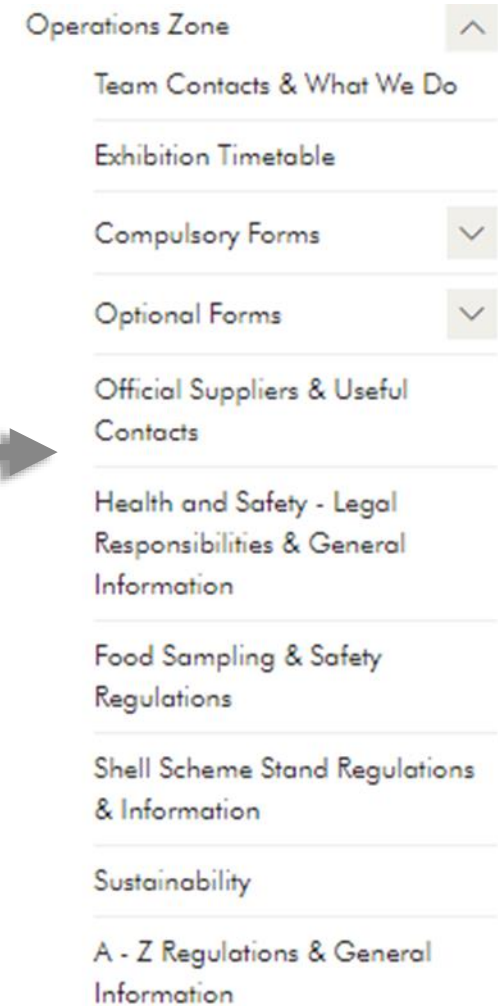 Operations Zone
Team Contacts & What We Do
Exhibition Timetable
Compulsory Forms
Optional Forms
Official Suppliers & Useful
Contacts
Health and Safety - Legal
Responsibilities & General
Information
Food Sampling & Safety
Regulations
Shell Scheme Stand Regulations
& Information
Sustainability
A - Z Regulations & General
Information